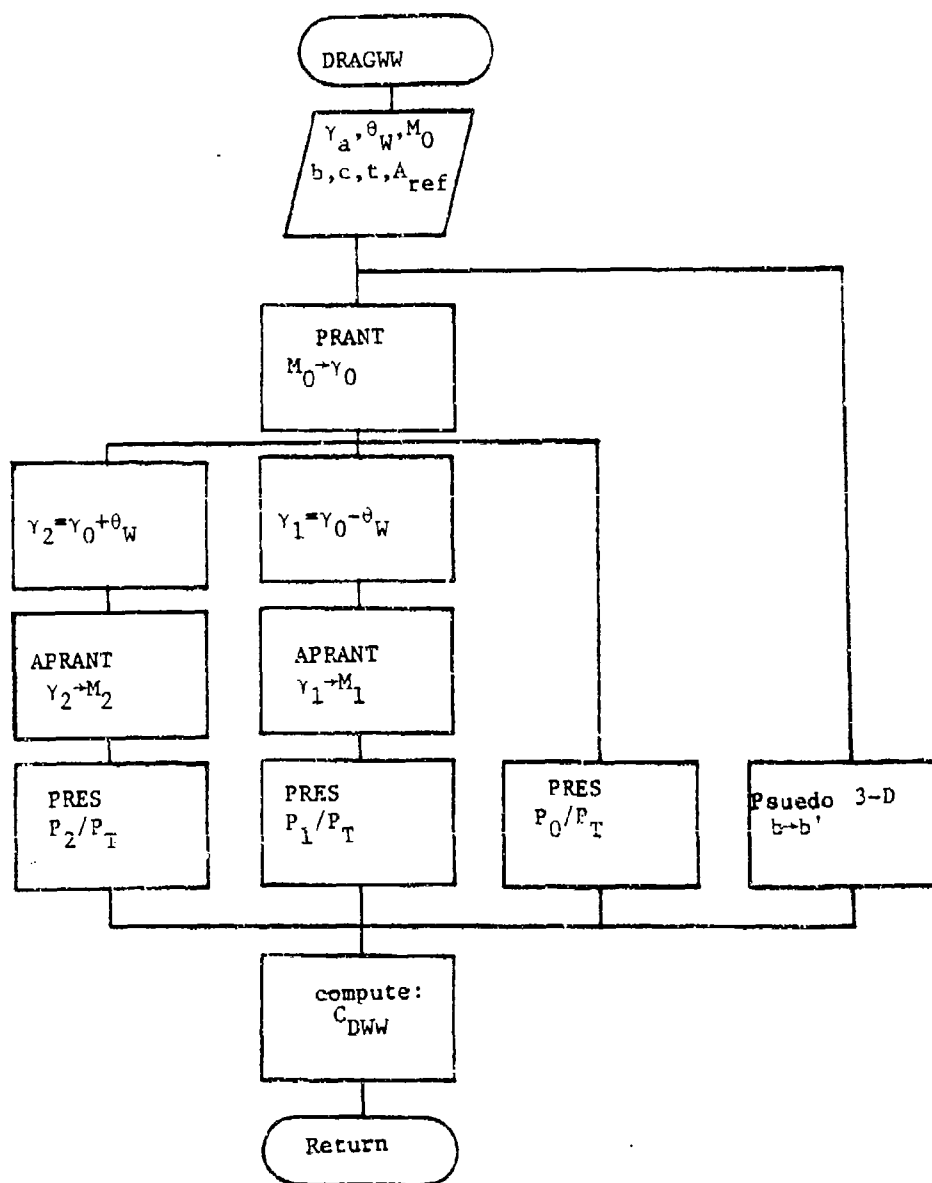 DRAGWW
γa,θW,M0
b,c,t,Aref
PRANT
M0→γ0
γ2=γ0+θW
γ1=γ0-θW
APRANT
γ2→M2
APRANT
γ1→M1
PRES
P2/PT
PRES
P1/PT
PRES
P0/PT
Psuedo 3-D
b→b'
compute:
CDWW
Return